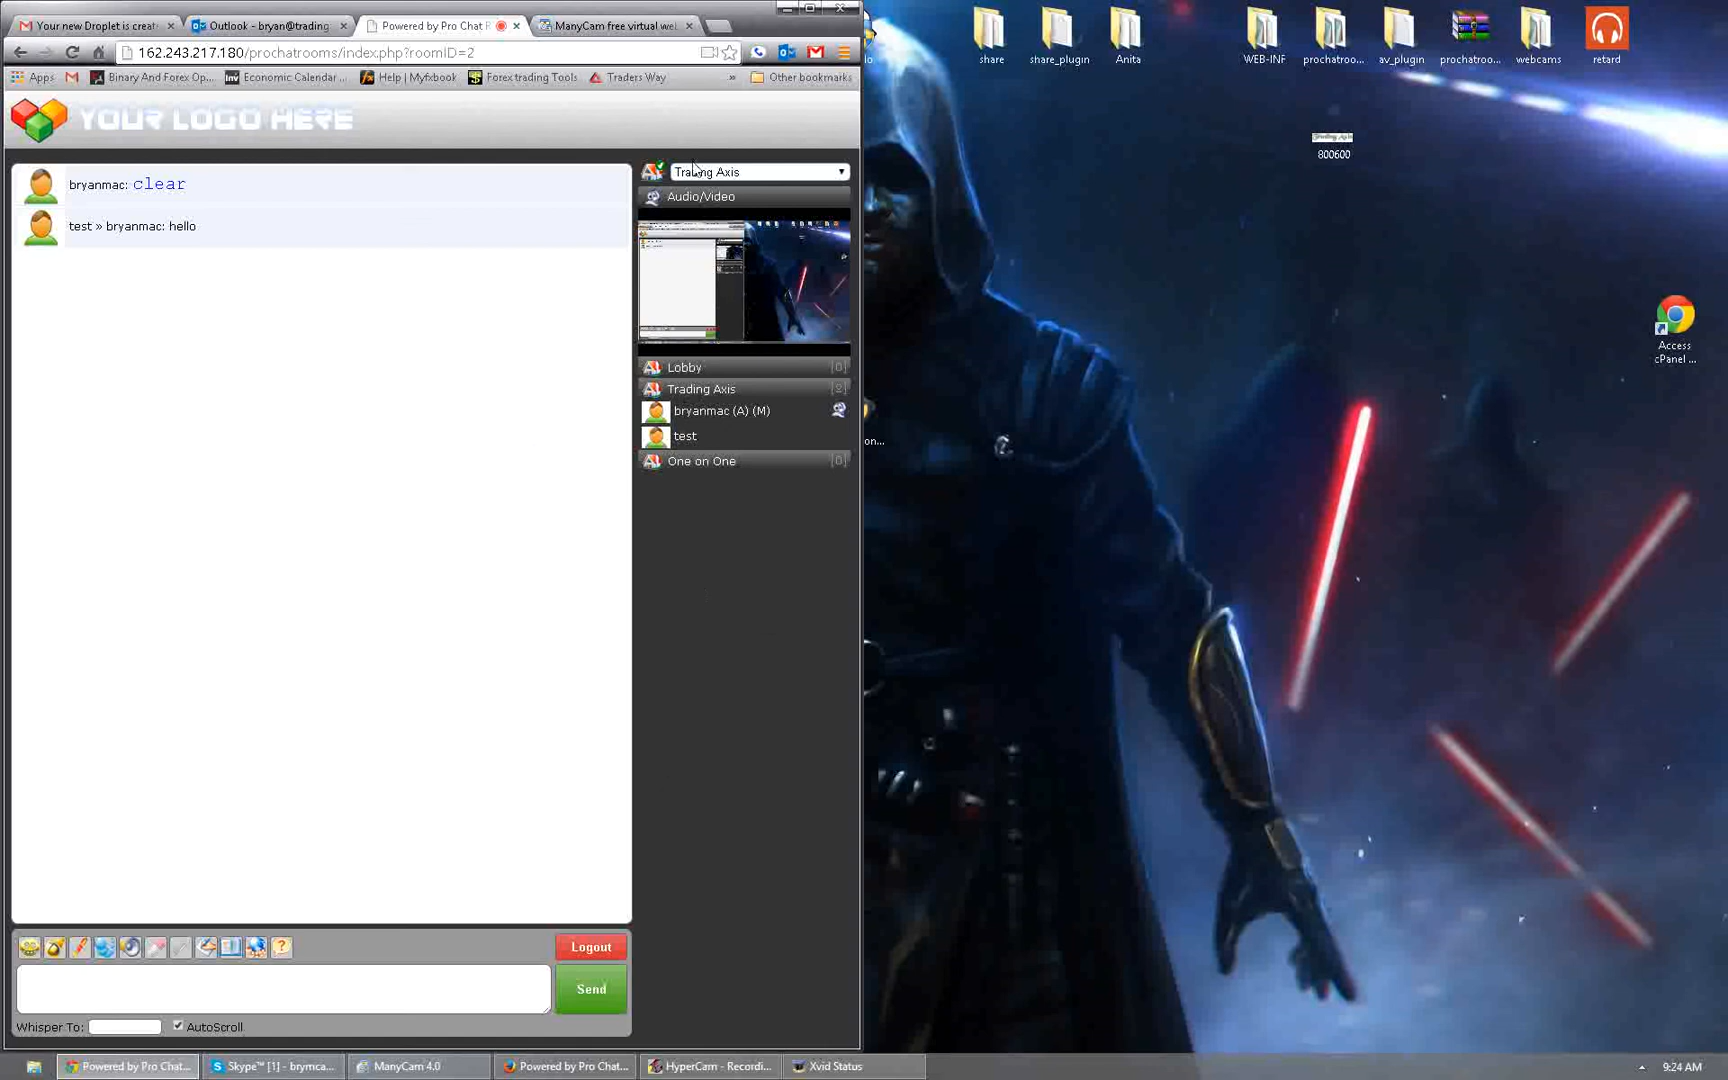 Your new Droplet is creat
Outlook - bryan@trading
Powered by Pro Chat R
ManyCam free virtual wel
162.243.217.180/prochatrooms/index.php?roomID=2
Apps
Binary And Forex Op...
Economic Calendar ...
Help | Myfxbook
Forex trading Tools
Traders Way
»
Other bookmarks
YOUR LOGO HERE
bryanmac: clear
test » bryanmac: hello
Trading Axis
Audio/Video
Lobby [0]
Trading Axis [2]
bryanmac (A) (M)
test
One on One [0]
Logout
Send
Whisper To:
AutoScroll
share
share_plugin
Anita
WEB-INF
prochatroo...
av_plugin
prochatroo...
webcams
retard
800600
Access
cPanel ...
Powered by Pro Chat...
Skype™ [1] - brymca...
ManyCam 4.0
Powered by Pro Chat...
HyperCam - Recordi...
Xvid Status
9:24 AM